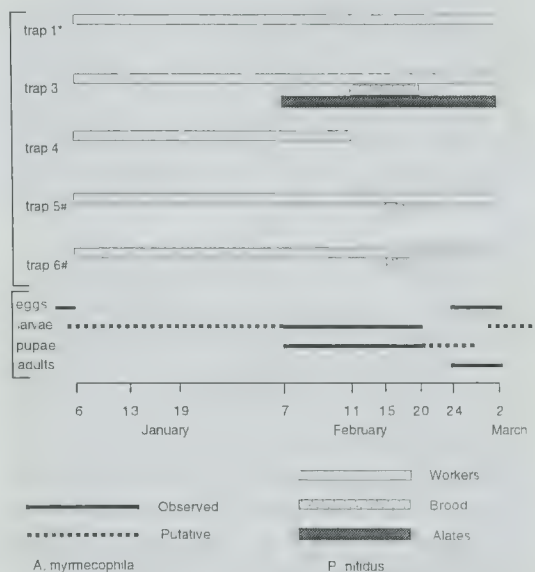 trap 1*
trap 3
trap 4
trap 5#
trap 6#
eggs
larvae
pupae
adults
6 13 19 7 11 15 20 24 2
January February March
Workers
Observed
Brood
Putative
Alates
A. myrmecophila P. nitidus